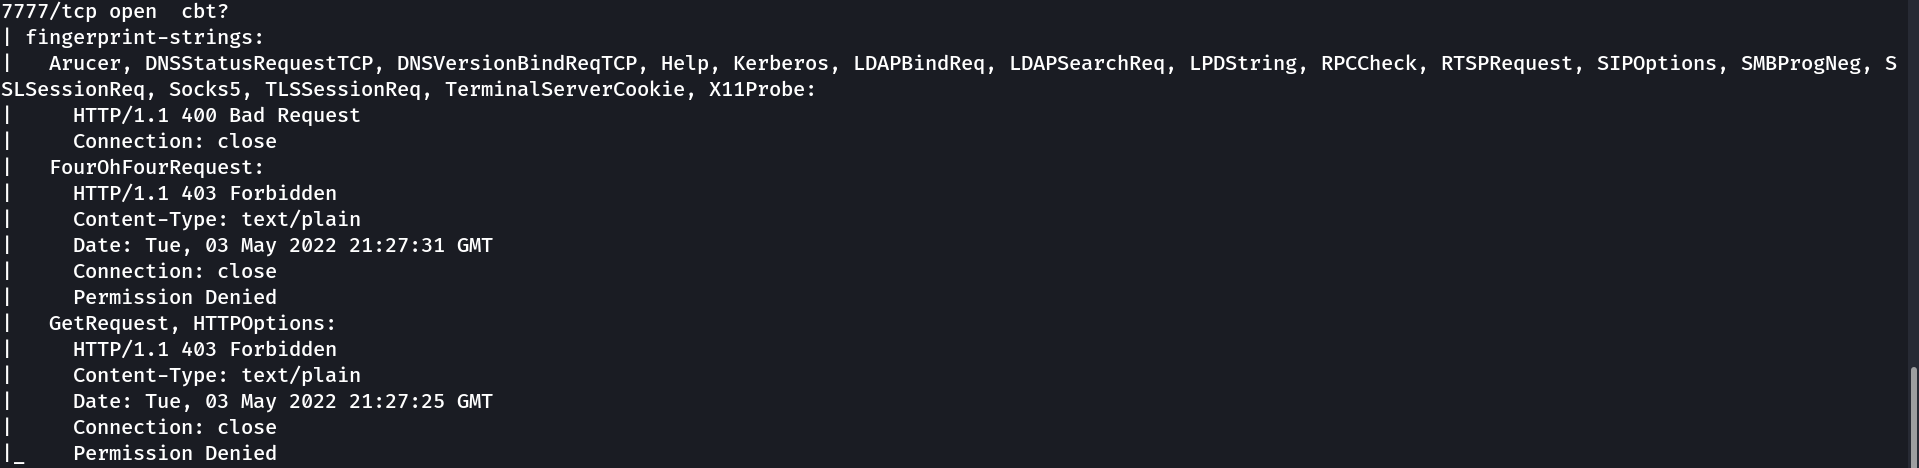 7777/tcp open  cbt?
| fingerprint-strings:
|   Arucer, DNSStatusRequestTCP, DNSVersionBindReqTCP, Help, Kerberos, LDAPBindReq, LDAPSearchReq, LPDString, RPCCheck, RTSPRequest, SIPOptions, SMBProgNeg, S
SLSessionReq, Socks5, TLSSessionReq, TerminalServerCookie, X11Probe:
|     HTTP/1.1 400 Bad Request
|     Connection: close
|   FourOhFourRequest:
|     HTTP/1.1 403 Forbidden
|     Content-Type: text/plain
|     Date: Tue, 03 May 2022 21:27:31 GMT
|     Connection: close
|     Permission Denied
|   GetRequest, HTTPOptions:
|     HTTP/1.1 403 Forbidden
|     Content-Type: text/plain
|     Date: Tue, 03 May 2022 21:27:25 GMT
|     Connection: close
|_    Permission Denied